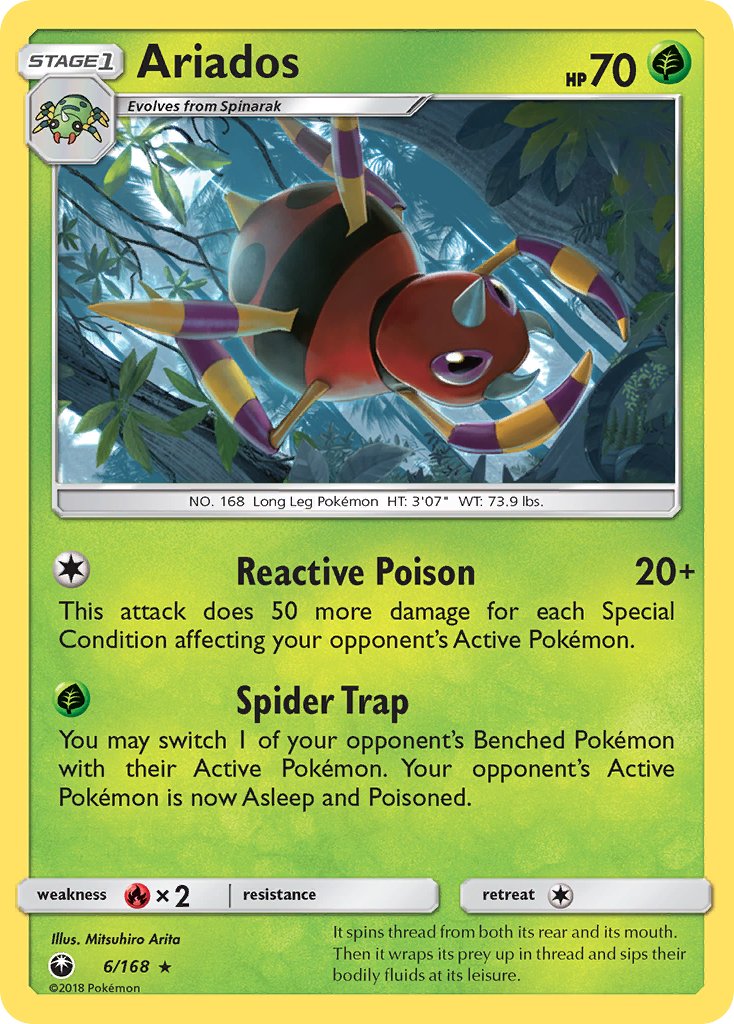 STAGE1
Ariados
HP 70
Evolves from Spinarak
NO. 168 Long Leg Pokémon HT: 3'07" WT: 73.9 lbs.
Reactive Poison 20+
This attack does 50 more damage for each Special
Condition affecting your opponent's Active Pokémon.
Spider Trap
You may switch 1 of your opponent's Benched Pokémon
with their Active Pokémon. Your opponent's Active
Pokémon is now Asleep and Poisoned.
weakness ×2 resistance retreat
Illus. Mitsuhiro Arita
6/168 ★
©2018 Pokémon
It spins thread from both its rear and its mouth.
Then it wraps its prey up in thread and sips their
bodily fluids at its leisure.